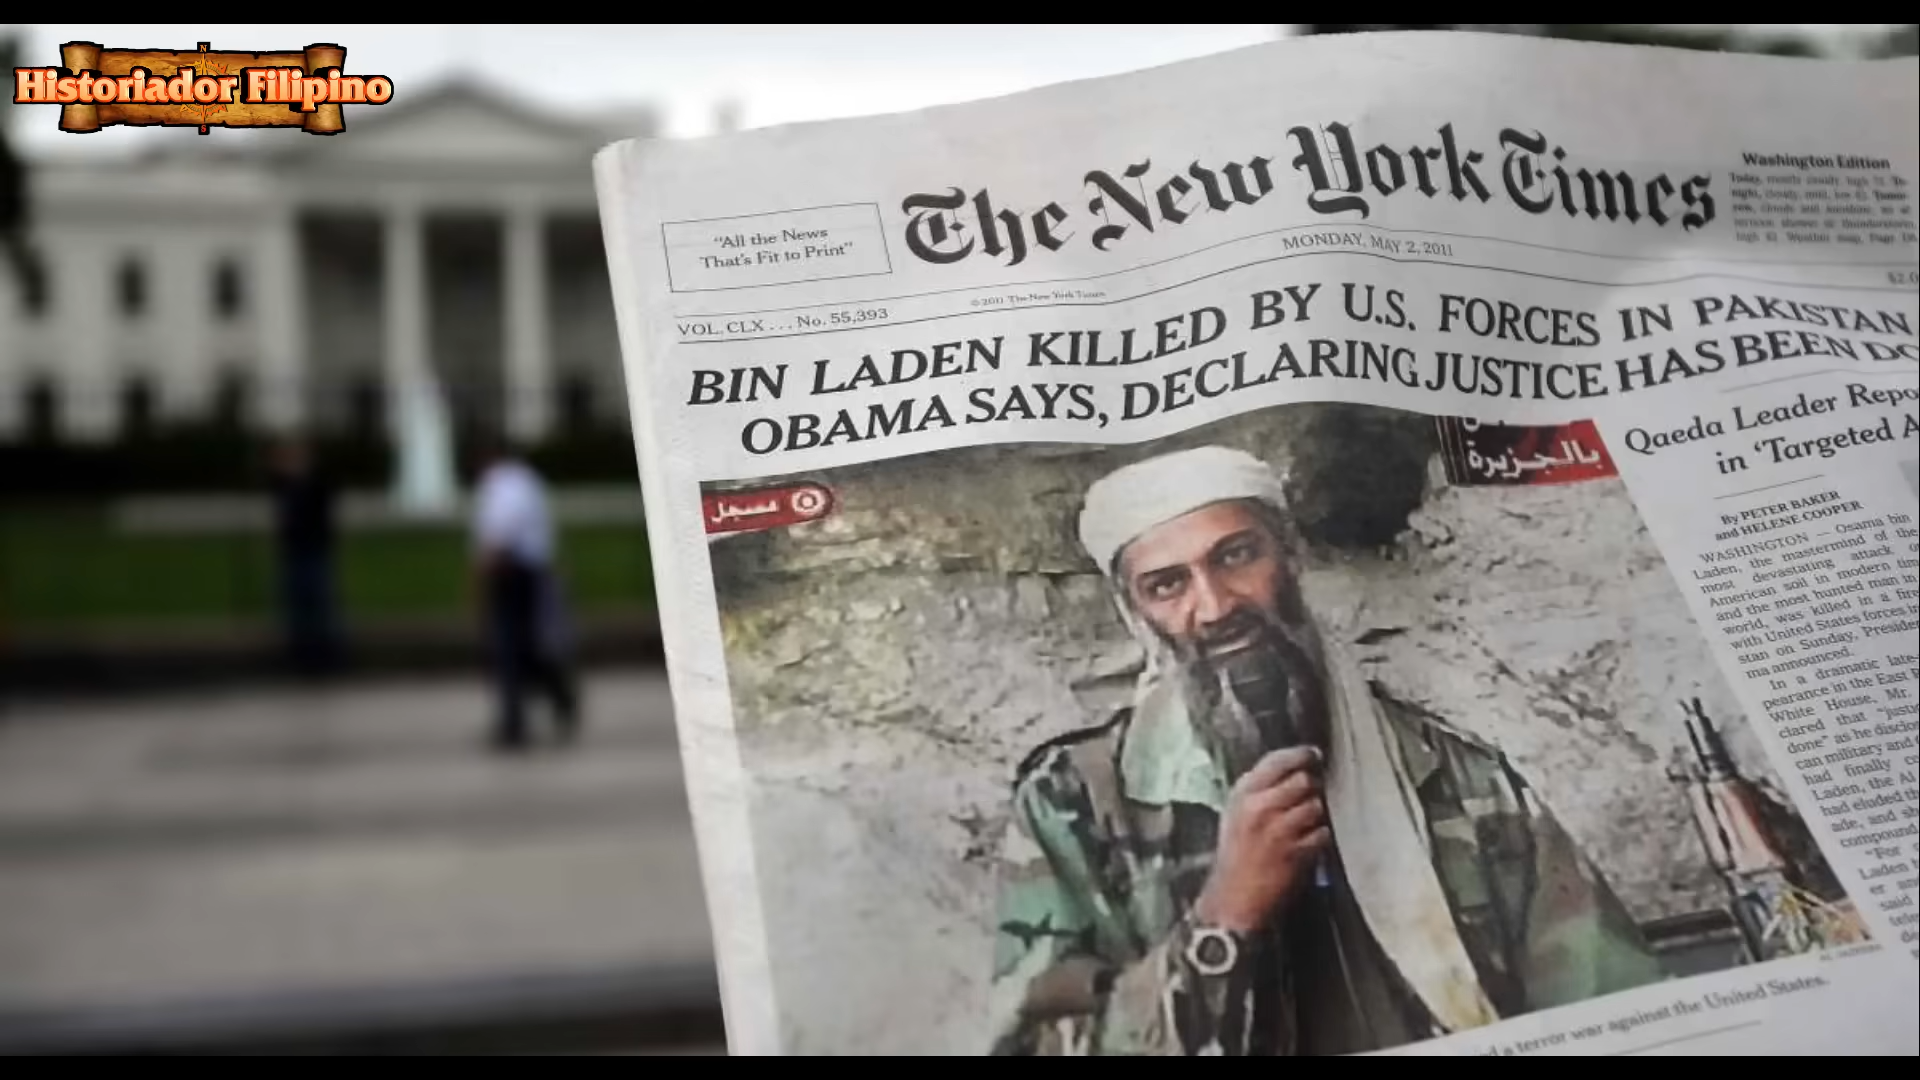 Historiador Filipino
N
S
"All the News
That's Fit to Print"
The New York Times
Washington Edition
VOL. CLX . . . No. 55,393
© 2011 The New York Times
MONDAY, MAY 2, 2011
$2.0
BIN LADEN KILLED BY U.S. FORCES IN PAKISTAN
OBAMA SAYS, DECLARING JUSTICE HAS BEEN DO
مسجل
بالجزيرة
Qaeda Leader Repo
in ‘Targeted A
By PETER BAKER
and HELENE COOPER
WASHINGTON — Osama bin
Laden, the mastermind of the
most devastating attack on
American soil in modern tim
and the most hunted man in
world, was killed in a fire
with United States forces in
stan on Sunday, Presiden
ma announced.
In a dramatic late-
pearance in the East R
White House, Mr.
clared that “justi
done” as he disclo
can military and
had finally co
Laden, the Al
had eluded th
ade, and sh
compound
“For
Laden
er and
said
tele
d a terror war against the United States.